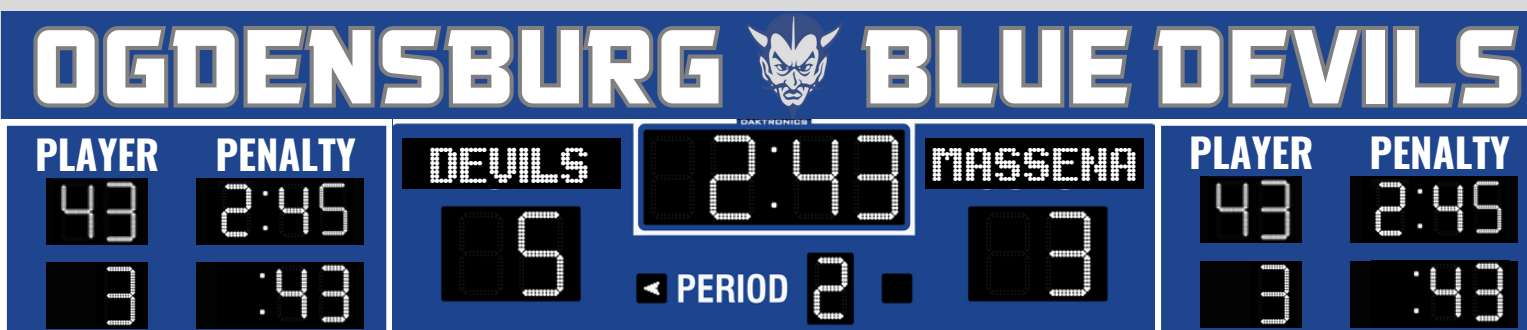 OGDENSBURG BLUE DEVILS
DAKTRONICS
PLAYER PENALTY
43 2:45
3 :43
DEVILS 2:43 MASSENA
5 3
< PERIOD 2
PLAYER PENALTY
43 2:45
3 :43